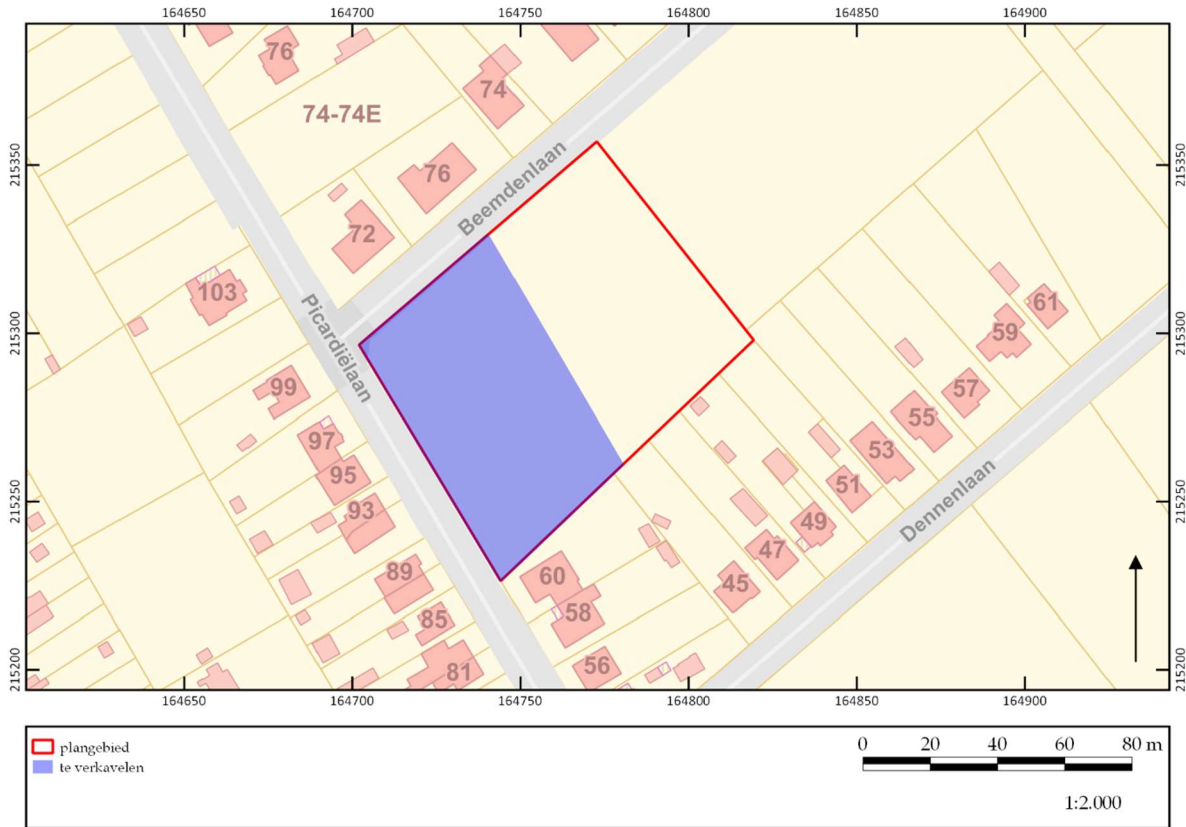 164650 164700 164750 164800 164850 164900
76
74
74-74E
215350 215350
76
Beemdenlaan
72
103
61
Picardiëlaan
215300 59 215300
99
57
55
97
53
95
51
93
Dennenlaan
215250 49 215250
47
89
60
45
58
85
56
81
215200 215200
164650 164700 164750 164800 164850 164900
plangebied
te verkavelen
0 20 40 60 80 m
1:2.000